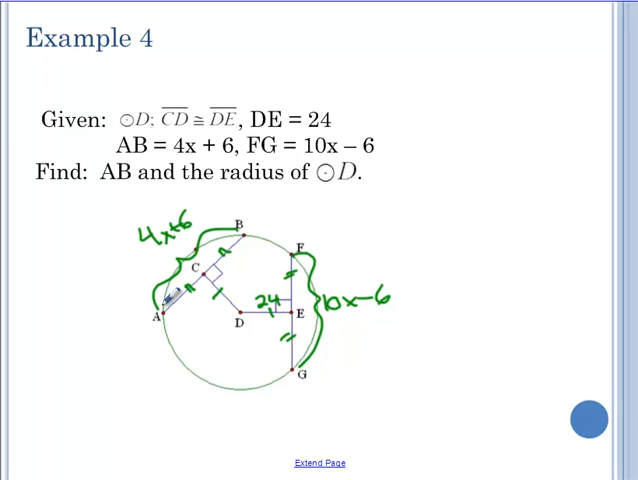 Example 4
Given: ⊙D; CD ≅ DE, DE = 24
AB = 4x + 6, FG = 10x – 6
Find: AB and the radius of ⊙D.
4x+6
B
F
C
24
10x-6
A
D
E
G
Extend Page